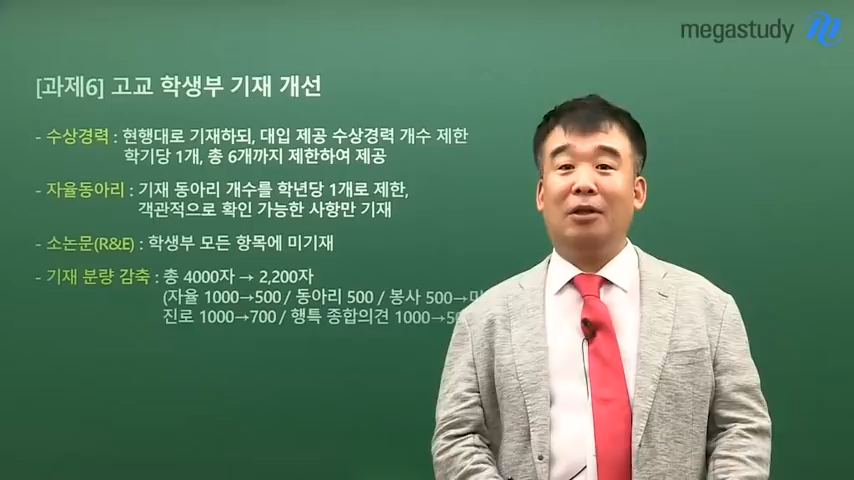 megastudy
[과제6] 고교 학생부 기재 개선
- 수상경력 : 현행대로 기재하되, 대입 제공 수상경력 개수 제한
학기당 1개, 총 6개까지 제한하여 제공
- 자율동아리 : 기재 동아리 개수를 학년당 1개로 제한,
객관적으로 확인 가능한 사항만 기재
- 소논문(R&E) : 학생부 모든 항목에 미기재
- 기재 분량 감축 : 총 4000자 → 2,200자
(자율 1000→500 / 동아리 500 / 봉사 500→
진로 1000→700 / 행특 종합의견 1000→